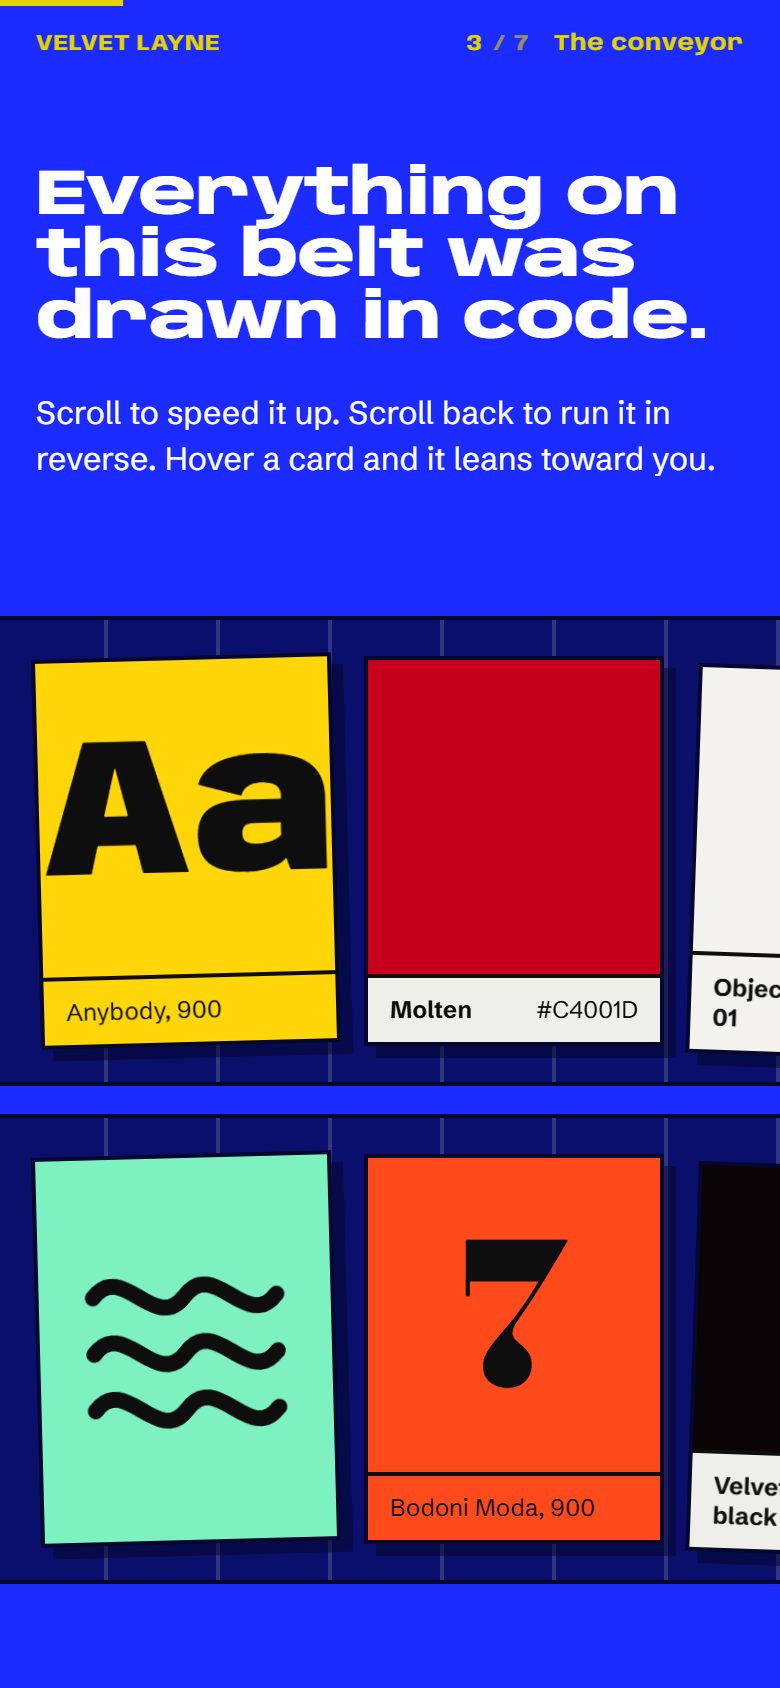 VELVET LAYNE
3 / 7 The conveyor
Everything on
this belt was
drawn in code.
Scroll to speed it up. Scroll back to run it in
reverse. Hover a card and it leans toward you.
Aa
Anybody, 900
Molten #C4001D
01
7
Bodoni Moda, 900
black